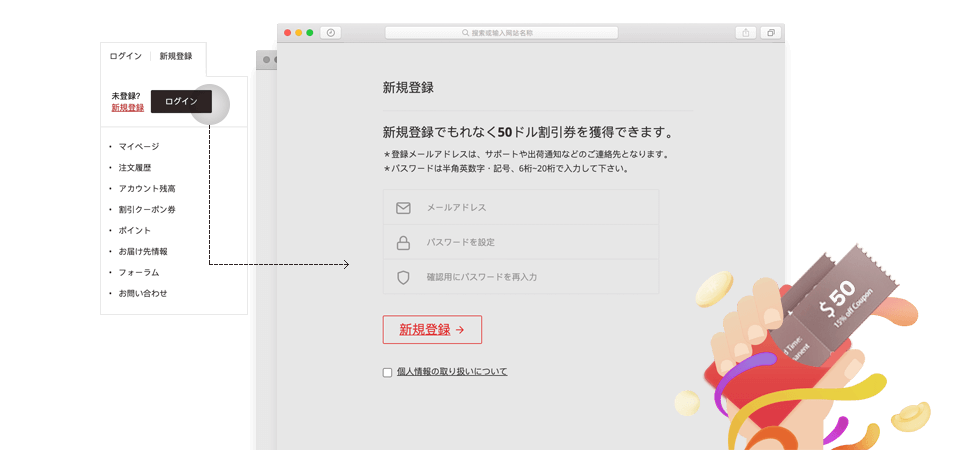 ログイン
新規登録
未登録?
新規登録
ログイン
・ マイページ
・ 注文履歴
・ アカウント残高
・ 割引クーポン券
・ ポイント
・ お届け先情報
・ フォーラム
・ お問い合わせ
搜索或输入网站名称
新規登録
新規登録でもれなく50ドル割引券を獲得できます。
＊登録メールアドレスは、サポートや出荷通知などのご連絡先となります。
＊パスワードは半角英数字・記号、6桁~20桁で入力して下さい。
メールアドレス
パスワードを設定
確認用にパスワードを再入力
新規登録 →
個人情報の取り扱いについて
$50
15% off Coupon
Time: